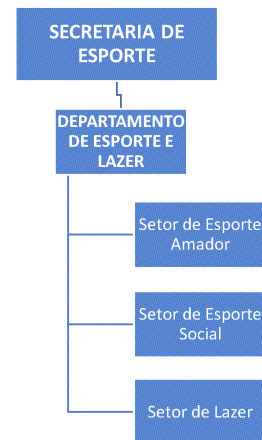 SECRETARIA DE
ESPORTE
DEPARTAMENTO
DE ESPORTE E
LAZER
Setor de Esporte
Amador
Setor de Esporte
Social
Setor de Lazer